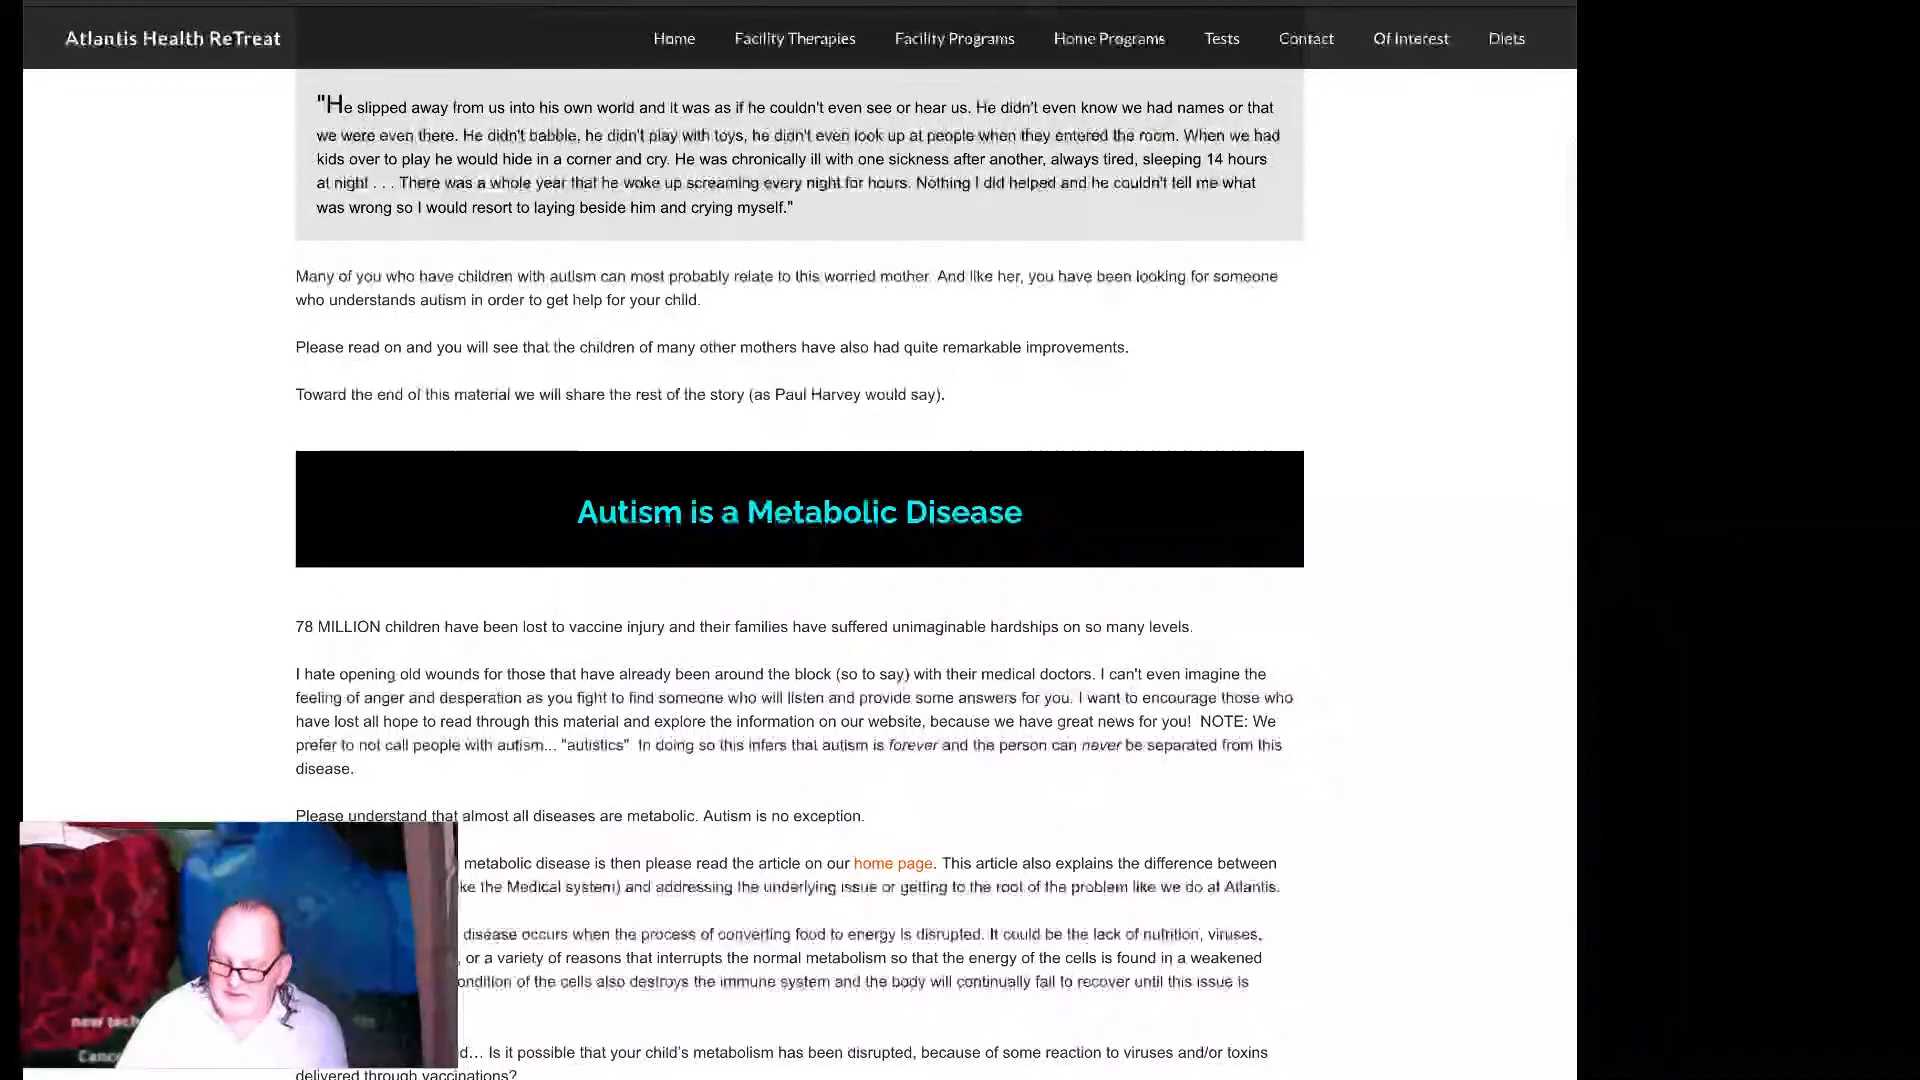 Atlantis Health ReTreat
Home Facility Therapies Facility Programs Home Programs Tests Contact Of Interest Diets
"He slipped away from us into his own world and it was as if he couldn't even see or hear us. He didn't even know we had names or that
we were even there. He didn't babble, he didn't play with toys, he didn't even look up at people when they entered the room. When we had
kids over to play he would hide in a corner and cry. He was chronically ill with one sickness after another, always tired, sleeping 14 hours
at night . . . There was a whole year that he woke up screaming every night for hours. Nothing I did helped and he couldn't tell me what
was wrong so I would resort to laying beside him and crying myself."
Many of you who have children with autism can most probably relate to this worried mother. And like her, you have been looking for someone
who understands autism in order to get help for your child.
Please read on and you will see that the children of many other mothers have also had quite remarkable improvements.
Toward the end of this material we will share the rest of the story (as Paul Harvey would say).
Autism is a Metabolic Disease
78 MILLION children have been lost to vaccine injury and their families have suffered unimaginable hardships on so many levels.
I hate opening old wounds for those that have already been around the block (so to say) with their medical doctors. I can't even imagine the
feeling of anger and desperation as you fight to find someone who will listen and provide some answers for you. I want to encourage those who
have lost all hope to read through this material and explore the information on our website, because we have great news for you! NOTE: We
prefer to not call people with autism... "autistics" In doing so this infers that autism is forever and the person can never be separated from this
disease.
Please understand that almost all diseases are metabolic. Autism is no exception.
metabolic disease is then please read the article on our home page. This article also explains the difference between
ke the Medical system) and addressing the underlying issue or getting to the root of the problem like we do at Atlantis.
disease occurs when the process of converting food to energy is disrupted. It could be the lack of nutrition, viruses,
, or a variety of reasons that interrupts the normal metabolism so that the energy of the cells is found in a weakened
ondition of the cells also destroys the immune system and the body will continually fail to recover until this issue is
new tech
Cance
d... Is it possible that your child's metabolism has been disrupted, because of some reaction to viruses and/or toxins
delivered through vaccinations?